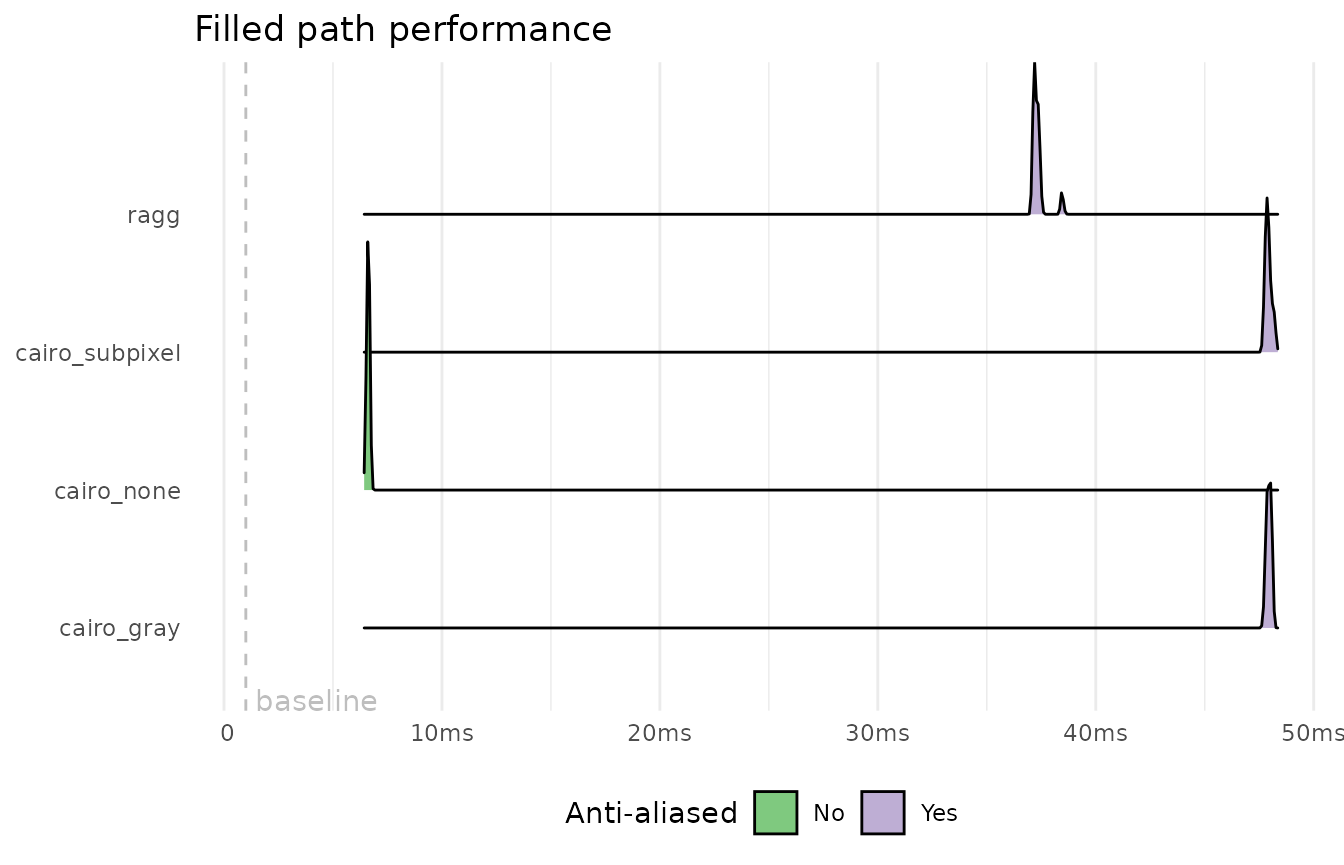 Filled path performance
ragg
cairo_subpixel
cairo_none
cairo_gray
baseline
0 10ms 20ms 30ms 40ms 50ms
Anti-aliased No Yes